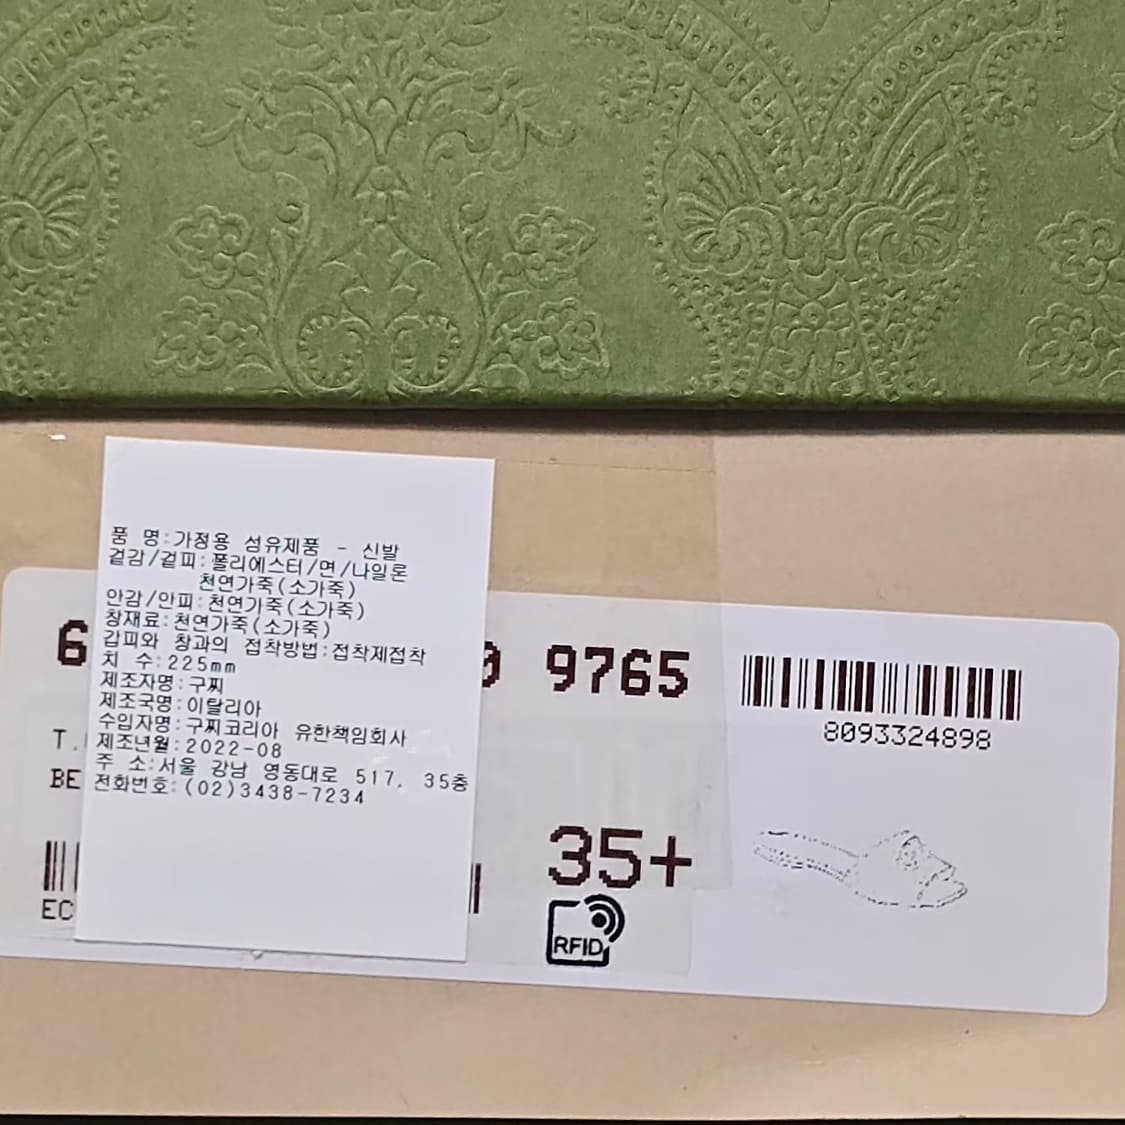 품 명:가정용 섬유제품 - 신발
겉감/겉피:폴리에스터/면/나일론
천연가죽(소가죽)
안감/안피:천연가죽(소가죽)
창재료:천연가죽(소가죽)
갑피와 창과의 접착방법:접착제접착
치 수:225mm
제조자명:구찌
제조국명:이탈리아
수입자명:구찌코리아 유한책임회사
제조년월:2022-08
주 소:서울 강남 영동대로 517, 35층
전화번호:(02)3438-7234
6
9765
8093324898
T.
BE
35+
EC
RFID